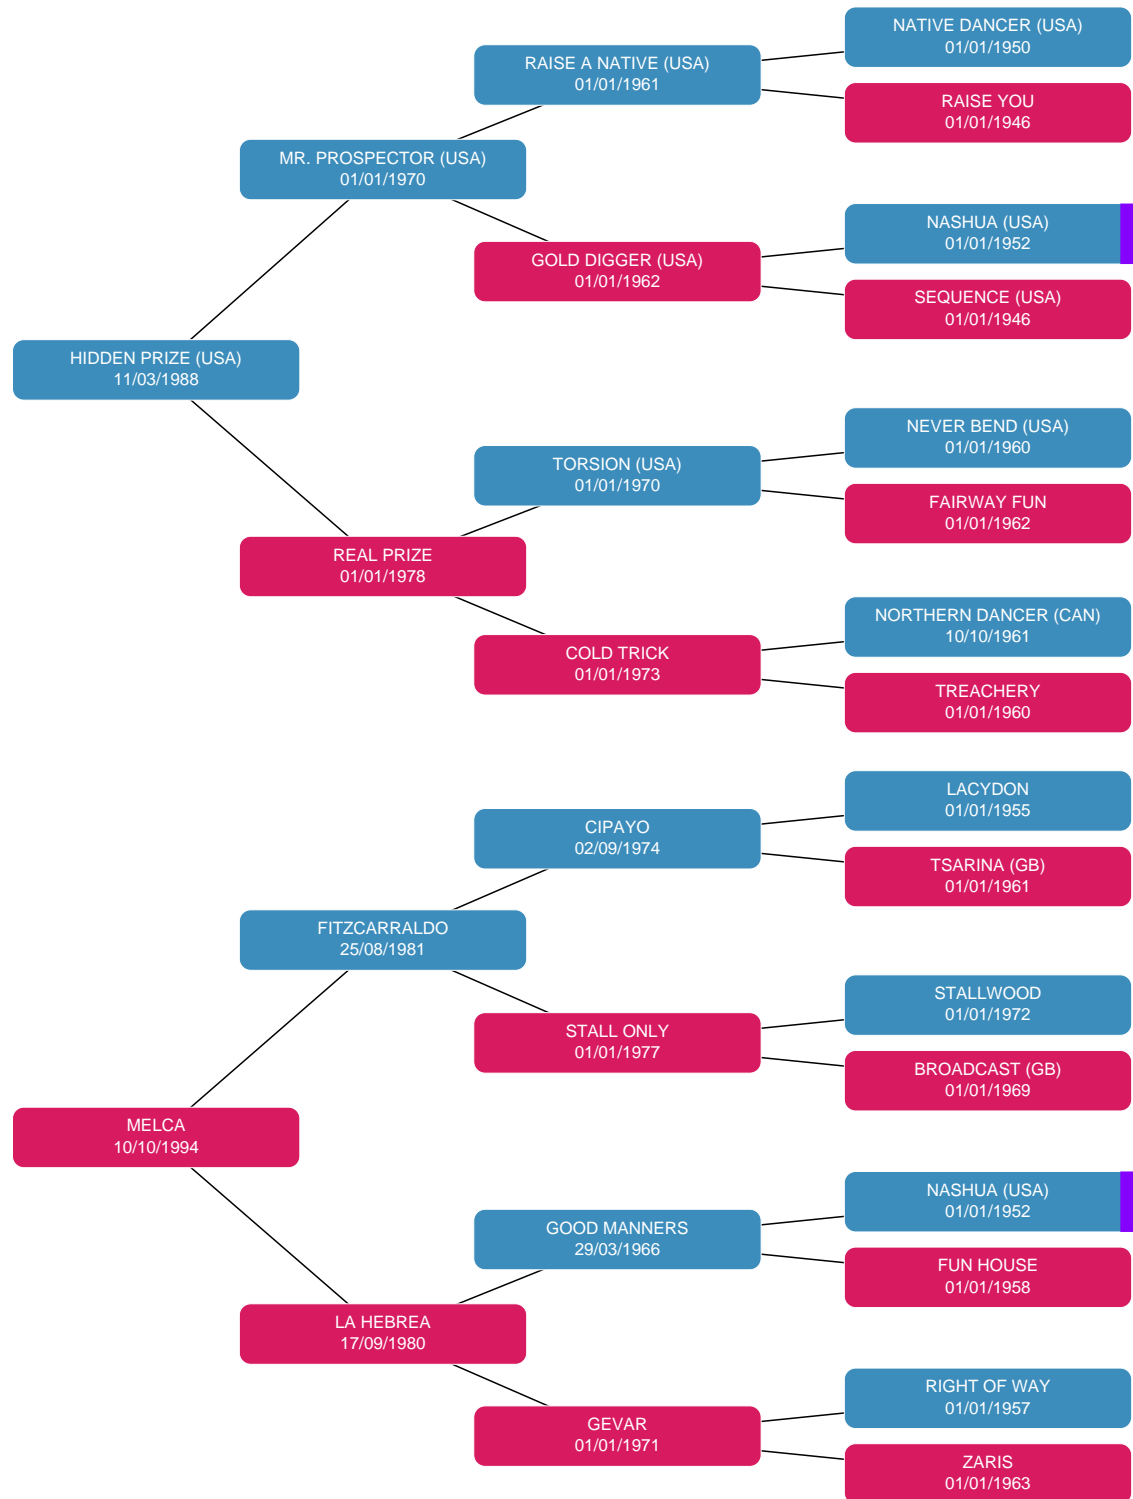 NATIVE DANCER (USA)
01/01/1950
RAISE A NATIVE (USA)
01/01/1961
RAISE YOU
01/01/1946
MR. PROSPECTOR (USA)
01/01/1970
NASHUA (USA)
01/01/1952
GOLD DIGGER (USA)
01/01/1962
SEQUENCE (USA)
01/01/1946
HIDDEN PRIZE (USA)
11/03/1988
NEVER BEND (USA)
01/01/1960
TORSION (USA)
01/01/1970
FAIRWAY FUN
01/01/1962
REAL PRIZE
01/01/1978
NORTHERN DANCER (CAN)
10/10/1961
COLD TRICK
01/01/1973
TREACHERY
01/01/1960
LACYDON
01/01/1955
CIPAYO
02/09/1974
TSARINA (GB)
01/01/1961
FITZCARRALDO
25/08/1981
STALLWOOD
01/01/1972
STALL ONLY
01/01/1977
BROADCAST (GB)
01/01/1969
MELCA
10/10/1994
NASHUA (USA)
01/01/1952
GOOD MANNERS
29/03/1966
FUN HOUSE
01/01/1958
LA HEBREA
17/09/1980
RIGHT OF WAY
01/01/1957
GEVAR
01/01/1971
ZARIS
01/01/1963